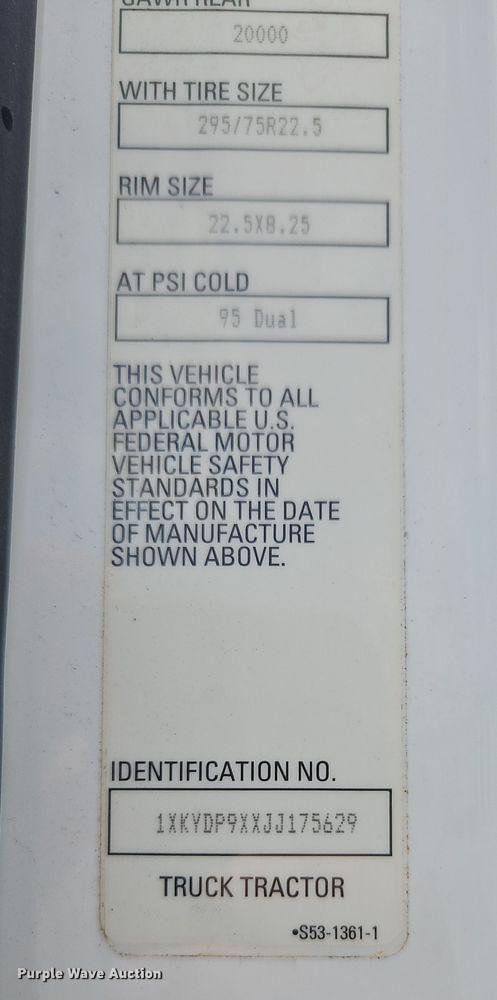 GAWR REAR
20000
WITH TIRE SIZE
295/75R22.5
RIM SIZE
22.5X8.25
AT PSI COLD
95 Dual
THIS VEHICLE
CONFORMS TO ALL
APPLICABLE U.S.
FEDERAL MOTOR
VEHICLE SAFETY
STANDARDS IN
EFFECT ON THE DATE
OF MANUFACTURE
SHOWN ABOVE.
IDENTIFICATION NO.
1XKYDP9XXJJ175629
TRUCK TRACTOR
•S53-1361-1
Purple Wave Auction